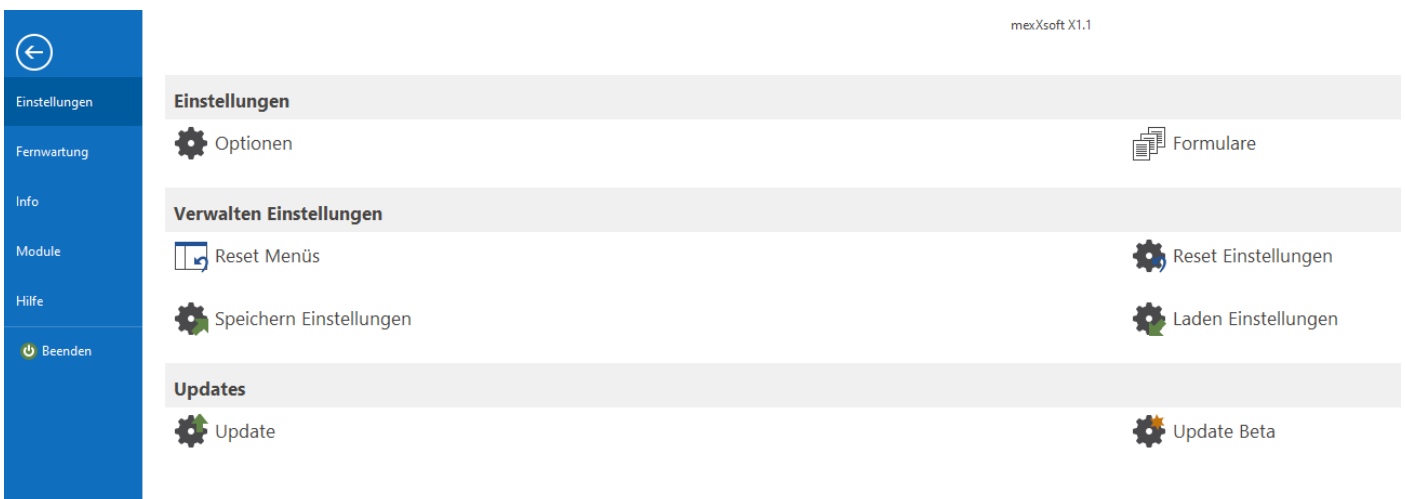 mexXsoft X1.1
Einstellungen
Fernwartung
Info
Module
Hilfe
Beenden
Einstellungen
Optionen
Formulare
Verwalten Einstellungen
Reset Menüs
Reset Einstellungen
Speichern Einstellungen
Laden Einstellungen
Updates
Update
Update Beta